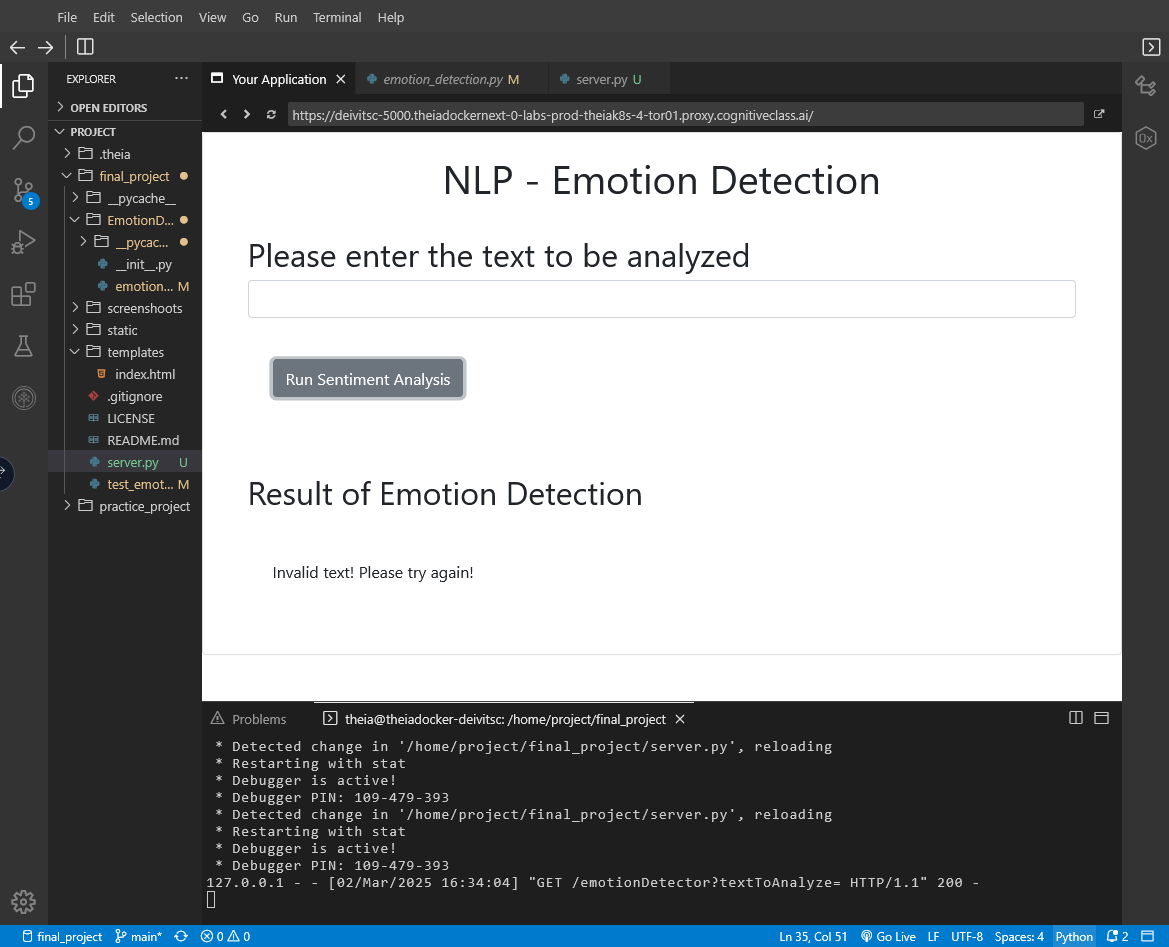 File Edit Selection View Go Run Terminal Help
EXPLORER ...
Your Application
emotion_detection.py M
server.py U
OPEN EDITORS
https://deivitsc-5000.theiadockernext-0-labs-prod-theiak8s-4-tor01.proxy.cognitiveclass.ai/
PROJECT
.theia
final_project
__pycache__
EmotionD...
__pycac...
__init__.py
emotion... M
screenshoots
static
templates
index.html
.gitignore
LICENSE
README.md
server.py U
test_emot... M
practice_project
5
0x
NLP - Emotion Detection
Please enter the text to be analyzed
Run Sentiment Analysis
Result of Emotion Detection
Invalid text! Please try again!
Problems
theia@theiadocker-deivitsc: /home/project/final_project
* Detected change in '/home/project/final_project/server.py', reloading
* Restarting with stat
* Debugger is active!
* Debugger PIN: 109-479-393
* Detected change in '/home/project/final_project/server.py', reloading
* Restarting with stat
* Debugger is active!
* Debugger PIN: 109-479-393
127.0.0.1 - - [02/Mar/2025 16:34:04] "GET /emotionDetector?textToAnalyze= HTTP/1.1" 200 -
final_project main* 0 0 Ln 35, Col 51 Go Live LF UTF-8 Spaces: 4 Python 2